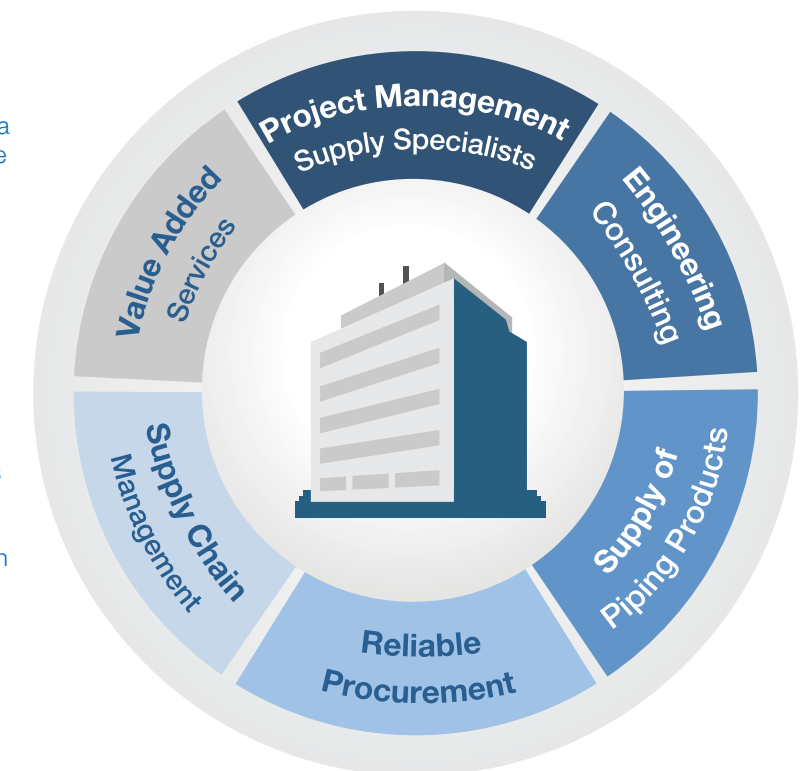 Project Management
Supply Specialists
Engineering
Consulting
Supply of
Piping Products
Reliable
Procurement
Supply Chain
Management
Value Added
Services
a